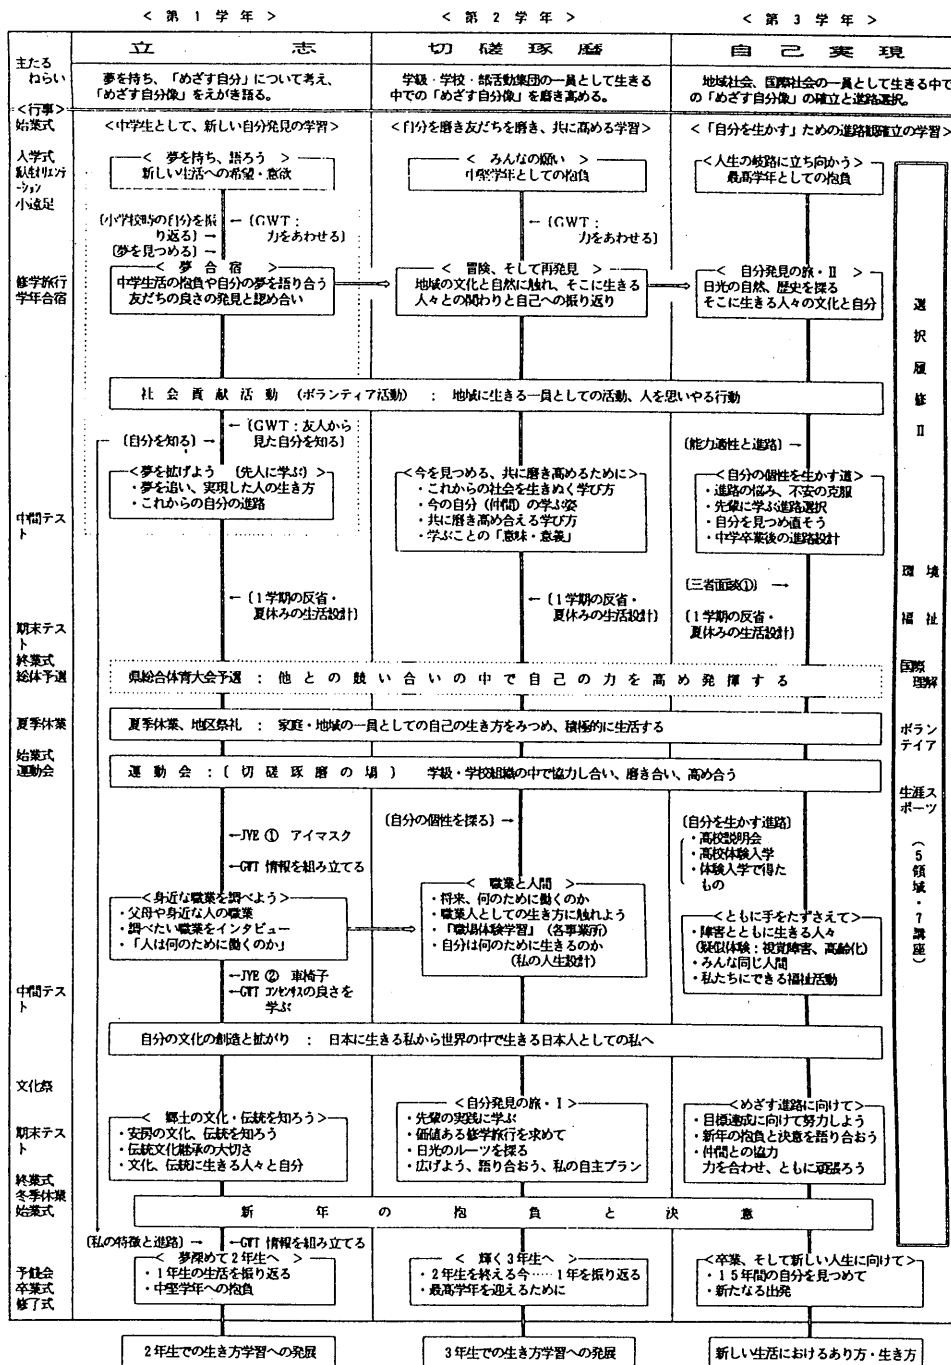 ＜ 第 １ 学 年 ＞
＜ 第 ２ 学 年 ＞
＜ 第 ３ 学 年 ＞
主たる
ねらい
立 志
夢を持ち、「めざす自分」について考え、
「めざす自分像」をえがき語る。
切 磋 琢 磨
学級・学校・部活動集団の一員として生きる
中での「めざす自分像」を磨き高める。
自 己 実 現
地域社会、国際社会の一員として生きる中で
の「めざす自分像」の確立と進路選択。
＜行事＞
始業式
＜中学生として、新しい自分発見の学習＞
＜自分を磨き友だちを磨き、共に高める学習＞
＜「自分を生かす」ための進路観確立の学習＞
入学式
新入生オリエンテ
ーション
小遠足
＜ 夢を持ち、語ろう ＞
新しい生活への希望・意欲
＜ みんなの願い ＞
中堅学年としての抱負
＜人生の岐路に立ち向かう＞
最高学年としての抱負
〔小学校時の自分を振
り返る〕→
〔夢を見つめる〕→
←〔GWT：
力をあわせる〕
←〔GWT：
力をあわせる〕
修学旅行
学年合宿
＜ 夢 合 宿 ＞
中学生活の抱負や自分の夢を語り合う
友だちの良さの発見と認め合い
＜ 冒険、そして再発見 ＞
地域の文化と自然に触れ、そこに生きる
人々との関わりと自己への振り返り
＜ 自分発見の旅・Ⅱ ＞
日光の自然、歴史を探る
そこに生きる人々の文化と自分
社 会 貢 献 活 動 （ボランティア活動） ： 地域に生きる一員としての活動、人を思いやる行動
〔自分を知る〕→
←〔GWT：友人から
見た自分を知る〕
〔能力適性と進路〕→
中間テス
ト
＜夢を拡げよう 〔先人に学ぶ〕＞
・夢を追い、実現した人の生き方
・これからの自分の進路
＜今を見つめる、共に磨き高めるために＞
・これからの社会を生きぬく学び方
・今の自分（仲間）の学ぶ姿
・共に磨き高め合える学び方
・学ぶことの「意味・意義」
＜自分の個性を生かす道＞
・進路の悩み、不安の克服
・先輩に学ぶ進路選択
・自分を見つめ直そう
・中学卒業後の進路設計
←〔１学期の反省・
夏休みの生活設計〕
←〔１学期の反省・
夏休みの生活設計〕
〔三者面談①〕→
〔１学期の反省・
夏休みの生活設計〕
期末テス
ト
終業式
総体予選
県総合体育大会予選 ： 他 と の 競 い 合 い の 中 で 自 己 の 力 を 高 め 発 揮 す る
夏季休業
夏季休業、地区祭礼 ： 家庭・地域の一員としての自己の生き方をみつめ、積極的に生活する
始業式
運動会
運 動 会 ：〔 切 磋 琢 磨 の 場 〕 学級・学校組織の中で協力し合い、磨き合い、高め合う
←JYE ① アイマスク
←GWT 情報を組み立てる
〔自分の個性を探る〕→
〔自分を生かす進路〕
・高校説明会
・高校体験入学
・体験入学で得た
もの
＜身近な職業を調べよう＞
・父母や身近な人の職業
・調べたい職業をインタビュー
・「人は何のために働くのか」
＜ 職業と人間 ＞
・将来、何のために働くのか
・職業人としての生き方に触れよう
・『職場体験学習』（各事業所）
・自分は何のために生きるのか
（私の人生設計）
＜ともに手をたずさえて＞
・障害とともに生きる人々
（疑似体験：視覚障害、高齢化）
・みんな同じ人間
・私たちにできる福祉活動
←JYE ② 車椅子
←GWT コンセンサスの良さを
学ぶ
中間テス
ト
自分の文化の創造と拡がり ： 日本に生きる私から世界の中で生きる日本人としての私へ
文化祭
期末テス
ト
＜ 郷土の文化・伝統を知ろう＞
・安房の文化、伝統を知ろう
・伝統文化継承の大切さ
・文化、伝統に生きる人々と自分
＜自分発見の旅・Ⅰ＞
・先輩の実践に学ぶ
・価値ある修学旅行を求めて
・日光のルーツを探る
・広げよう、語り合おう、私の自主プラン
＜めざす進路に向けて＞
・目標達成に向けて努力しよう
・新年の抱負と決意を語り合おう
・仲間との協力
力を合わせ、ともに頑張ろう
終業式
冬季休業
始業式
新 年 の 抱 負 と 決 意
〔私の特徴と進路〕→
←GWT 情報を組み立てる
予餞会
卒業式
修了式
＜ 夢深めて２年生へ ＞
・１年生の生活を振り返る
・中堅学年への抱負
＜ 輝く３年生へ ＞
・２年生を終える今……１年を振り返る
・最高学年を迎えるために
＜卒業、そして新しい人生に向けて＞
・１５年間の自分を見つめて
・新たなる出発
２年生での生き方学習への発展
３年生での生き方学習への発展
新しい生活におけるあり方・生き方
選 択 履 修 Ⅱ
環 境
福 祉
国際
理解
ボラン
テイア
生涯ス
ポーツ
（５領域・７講座）